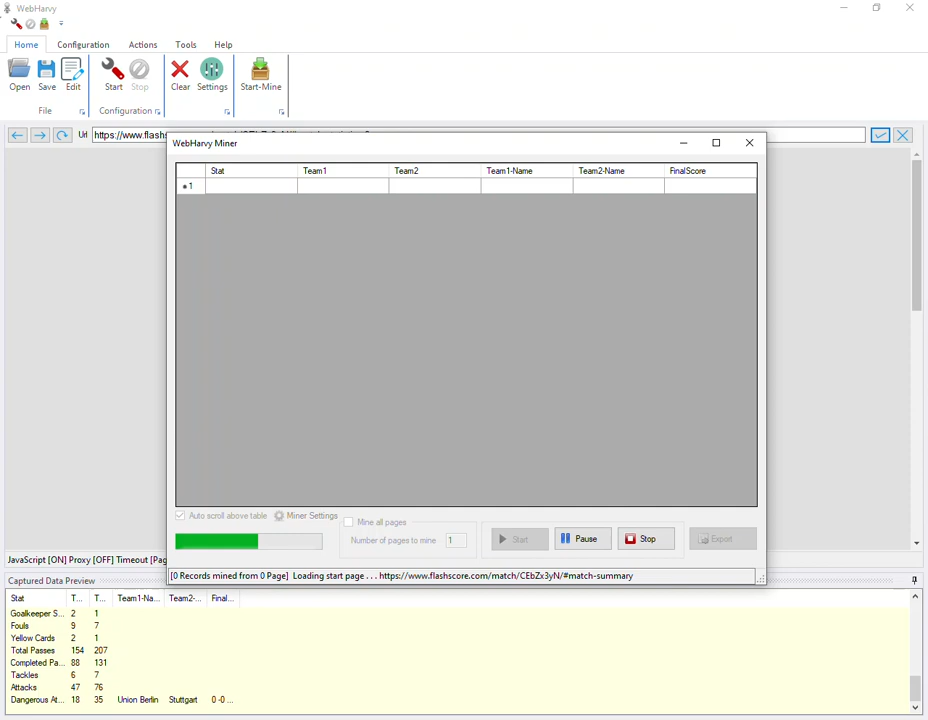 WebHarvy
Home Configuration Actions Tools Help
Open Save Edit Start Stop Clear Settings Start-Mine
File Configuration
Url https://www.flashs
WebHarvy Miner
Stat Team1 Team2 Team1-Name Team2-Name FinalScore
1
Auto scroll above table Miner Settings Mine all pages
Number of pages to mine 1 Start Pause Stop Export
JavaScript [ON] Proxy [OFF] Timeout [Pag
[0 Records mined from 0 Page] Loading start page . . . https://www.flashscore.com/match/CEbZx3yN/#match-summary
Captured Data Preview
Stat T... T... Team1-Na... Team2-... Final...
Goalkeeper S... 2 1
Fouls 9 7
Yellow Cards 2 1
Total Passes 154 207
Completed Pa... 88 131
Tackles 6 7
Attacks 47 76
Dangerous At... 18 35 Union Berlin Stuttgart 0 -0 ...